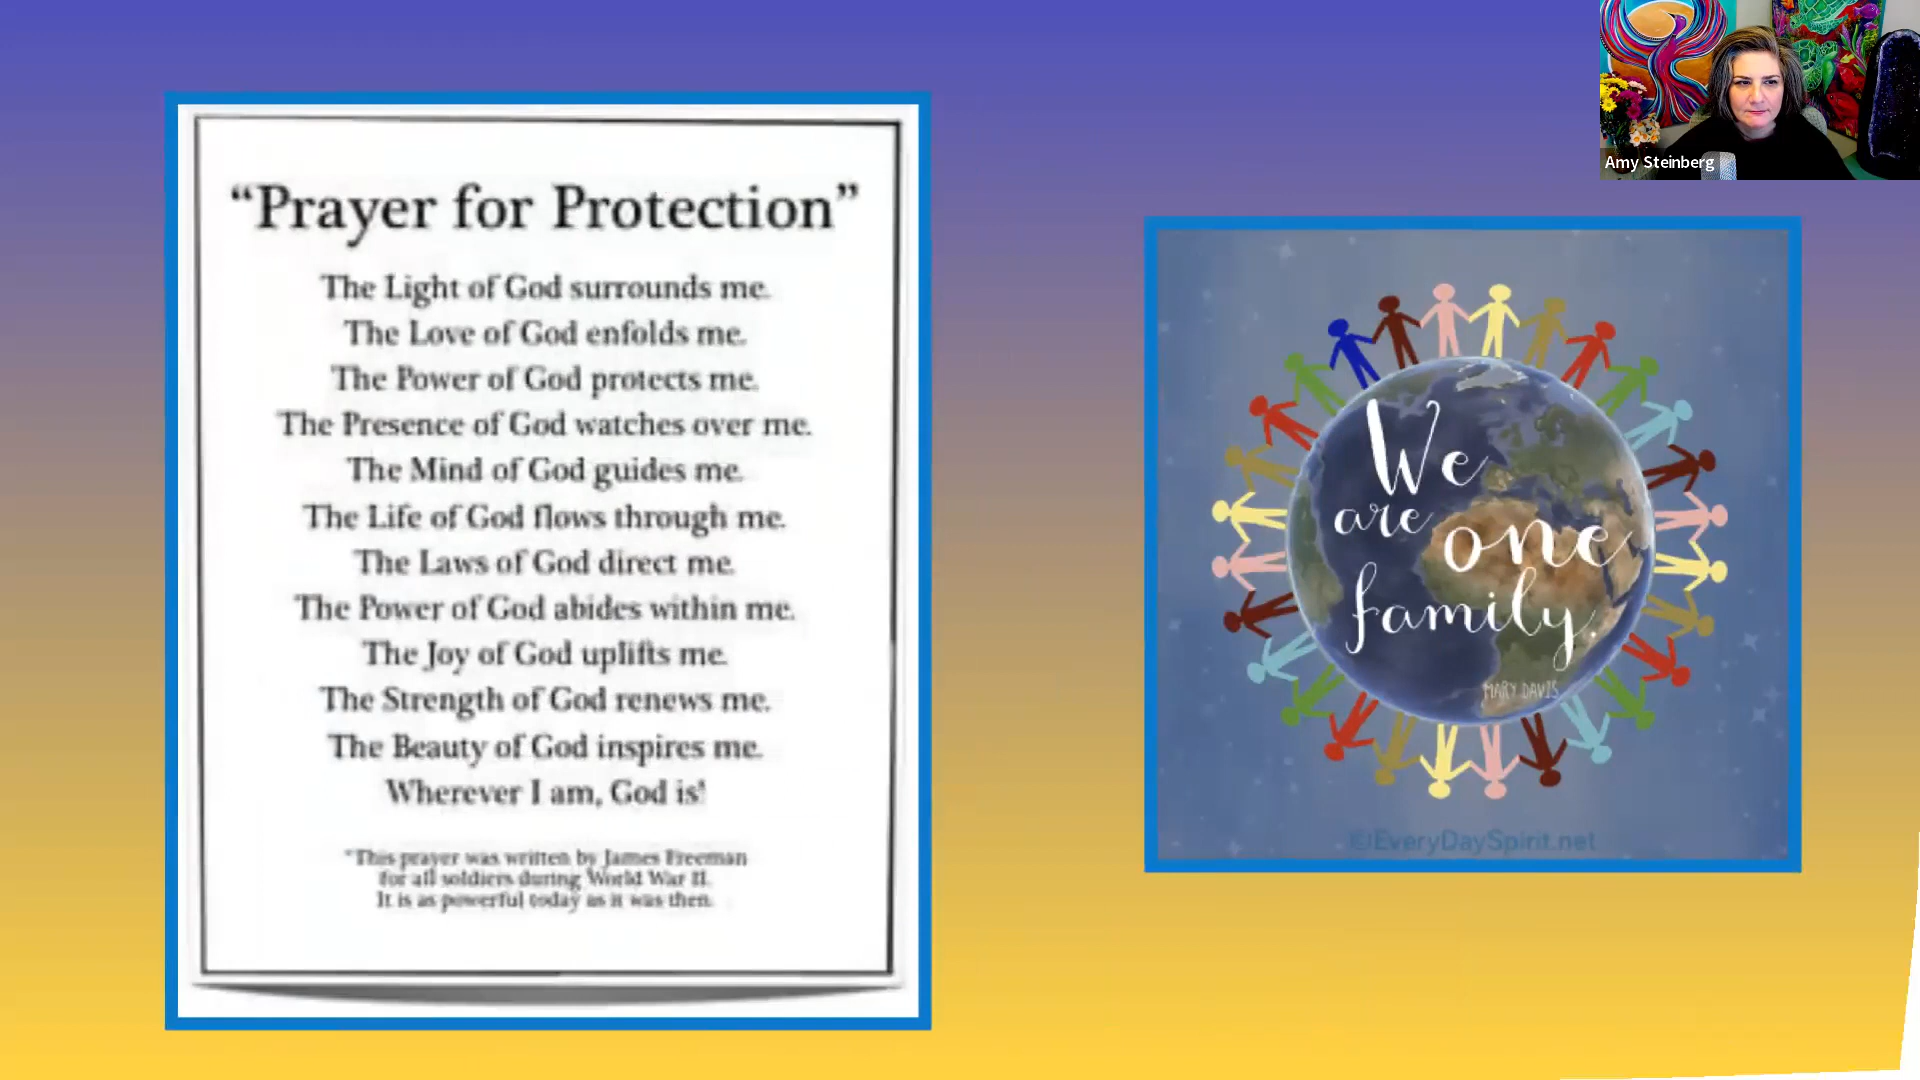 “Prayer for Protection”
The Light of God surrounds me.
The Love of God enfolds me.
The Power of God protects me.
The Presence of God watches over me.
The Mind of God guides me.
The Life of God flows through me.
The Laws of God direct me.
The Power of God abides within me.
The Joy of God uplifts me.
The Strength of God renews me.
The Beauty of God inspires me.
Wherever I am, God is!
"This prayer was written by James Freeman
for all soldiers during World War II.
It is as powerful today as it was then.
Amy Steinberg
We
are one
family.
MARY DAVIS
©EveryDaySpirit.net